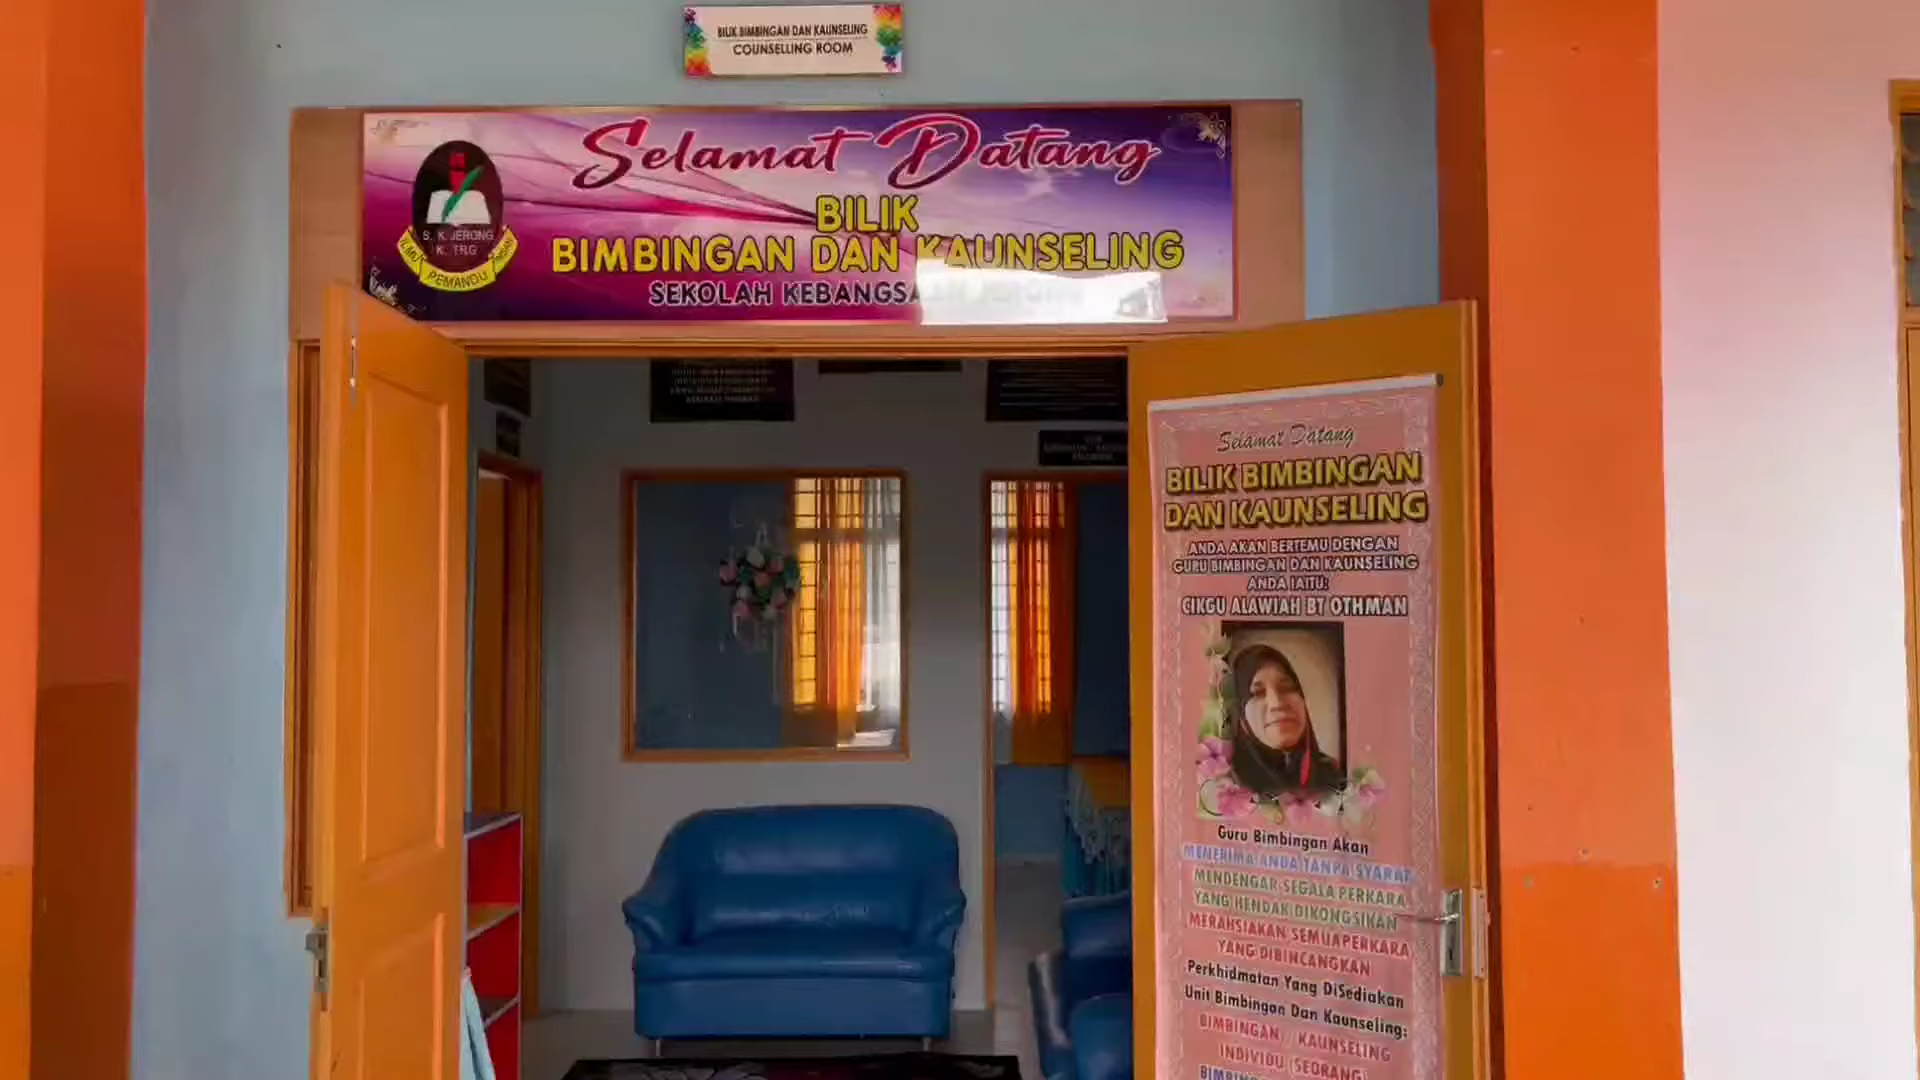 BILIK BIMBINGAN DAN KAUNSELING
COUNSELLING ROOM
Selamat Datang
BILIK
BIMBINGAN DAN KAUNSELING
SEKOLAH KEBANGSAAN JERONG
S. K. JERONG
K. TRG
ILMU PEMANDU
Selamat Datang
BILIK BIMBINGAN
DAN KAUNSELING
ANDA AKAN BERTEMU DENGAN
GURU BIMBINGAN DAN KAUNSELING
ANDA IAITU:
CIKGU ALAWIAH BT OTHMAN
Guru Bimbingan Akan
MENERIMA ANDA TANPA SYARAT
MENDENGAR SEGALA PERKARA
YANG HENDAK DIKONGSIKAN
MERAHSIAKAN SEMUAPERKARA
YANG DIBINCANGKAN
Perkhidmatan Yang DiSediakan
Unit Bimbingan Dan Kaunseling:
BIMBINGAN / KAUNSELING
INDIVIDU (SEORANG)